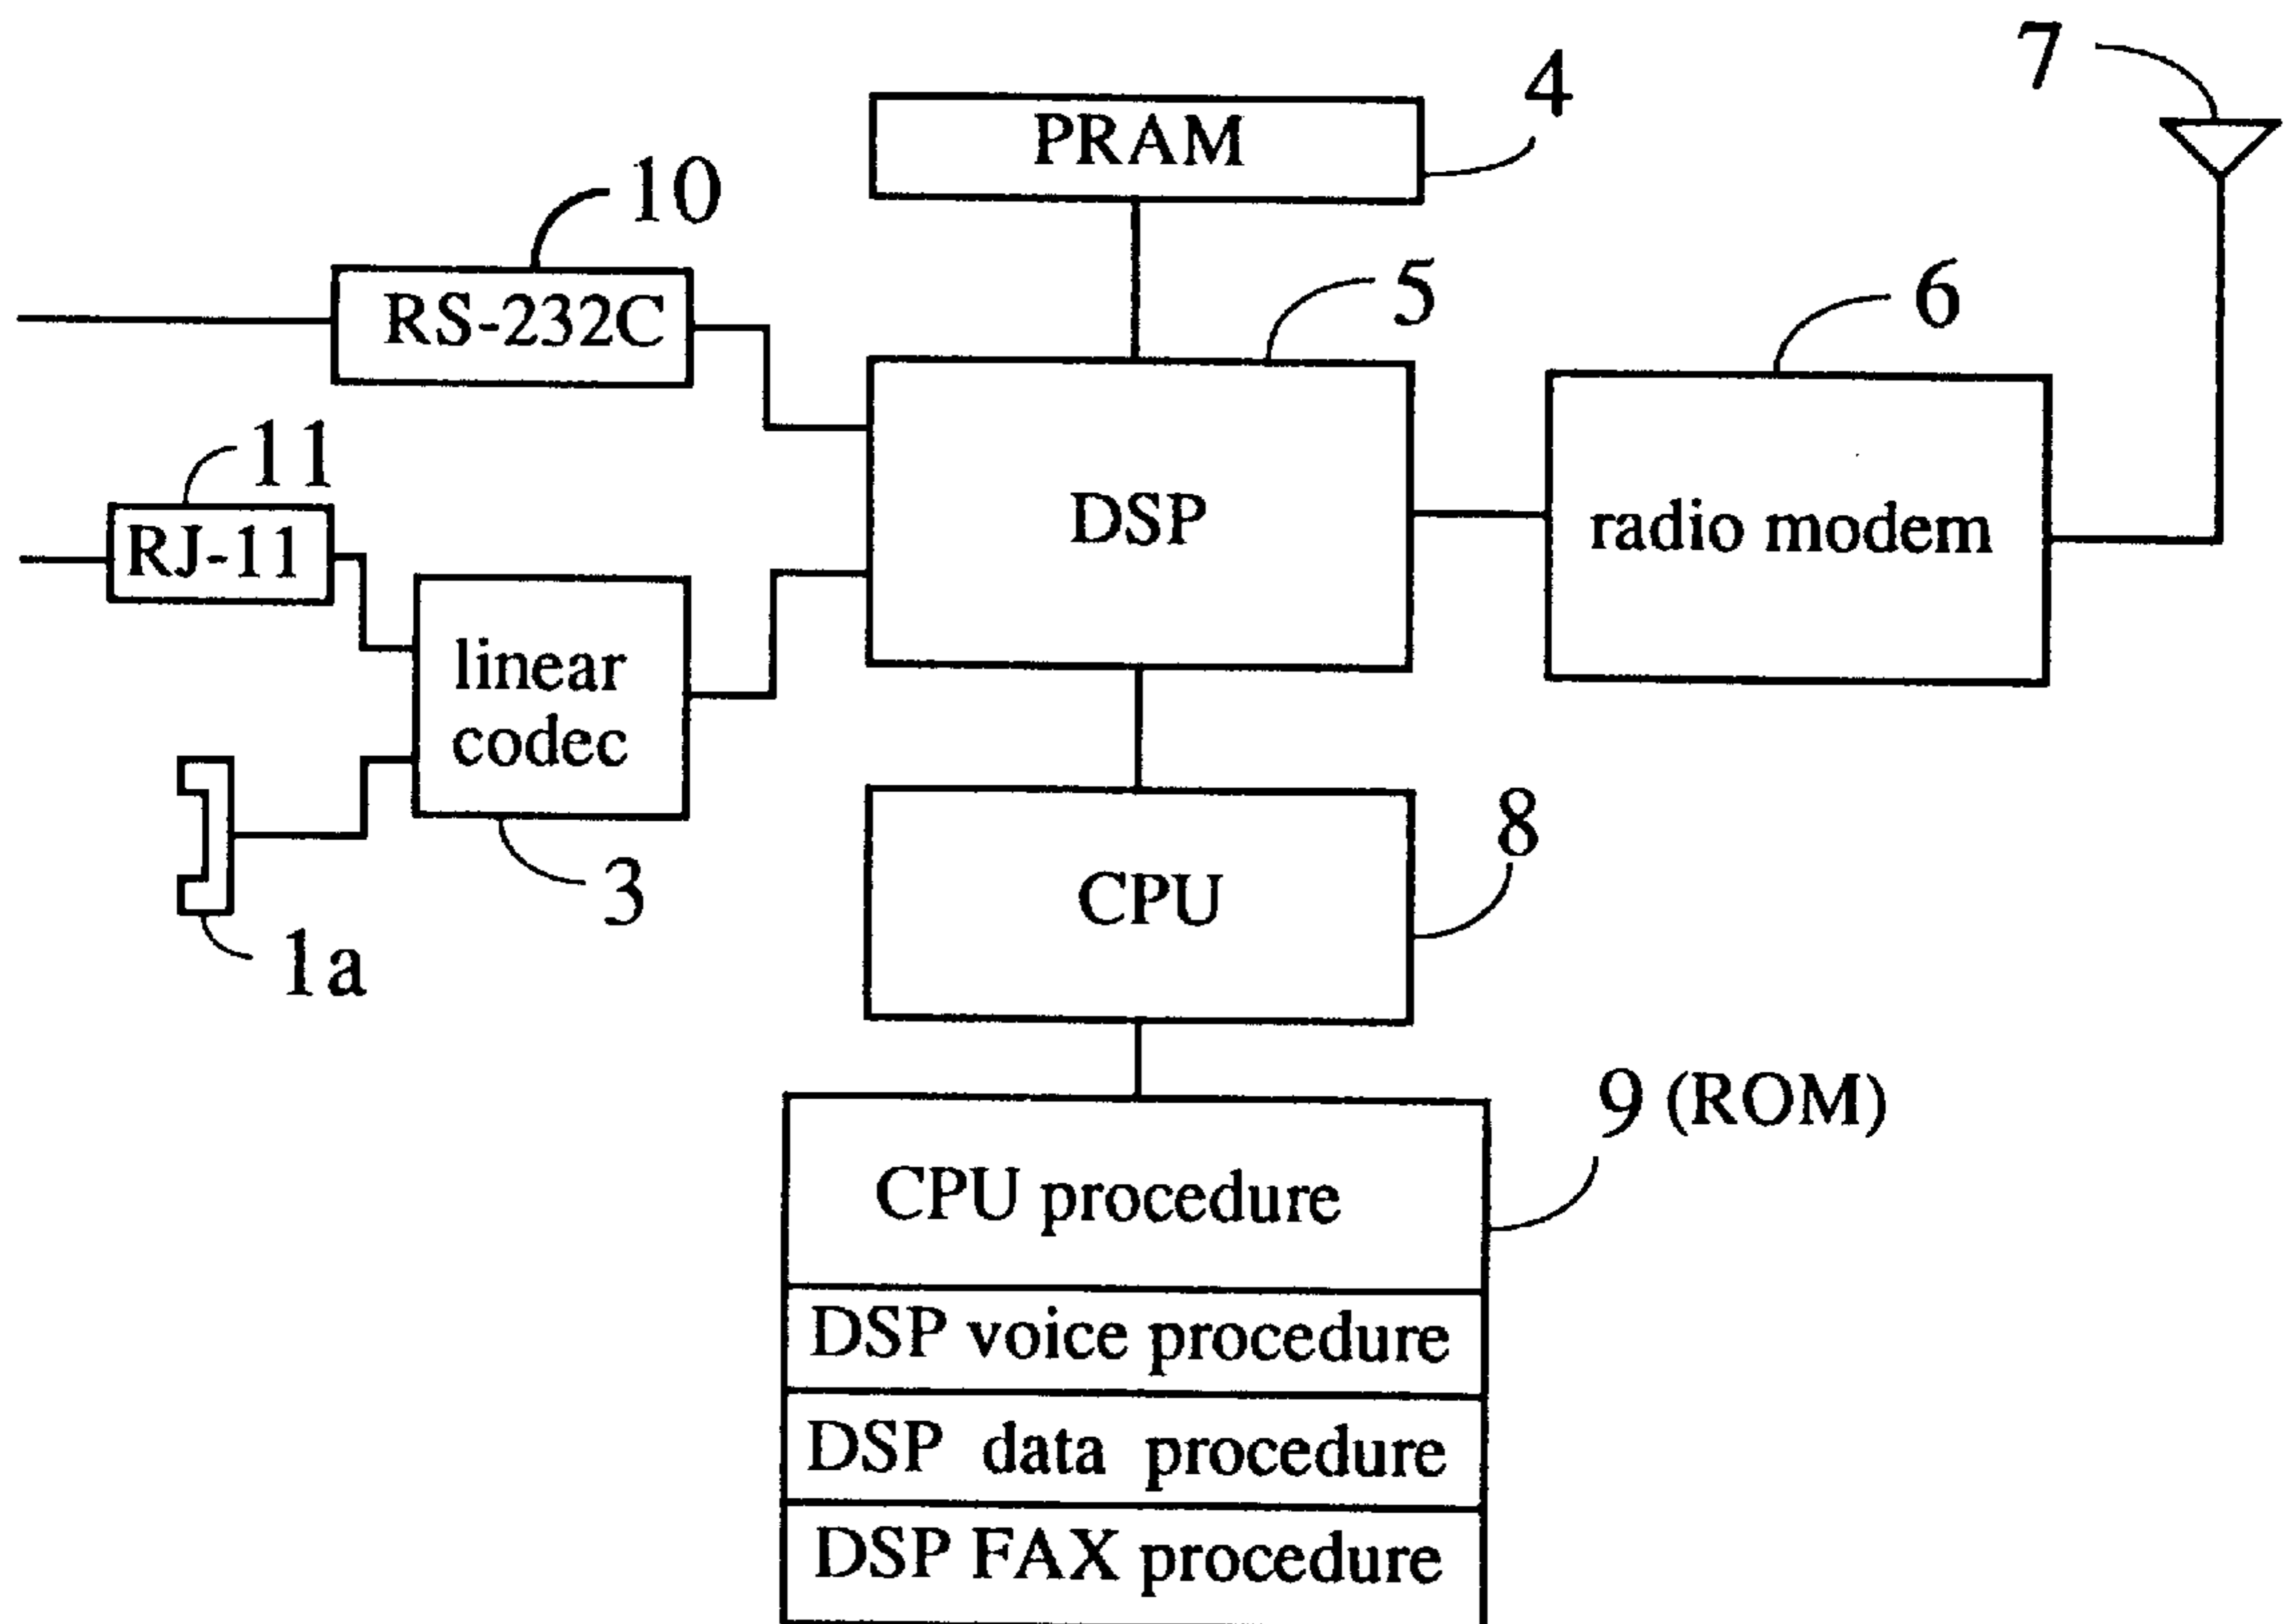 7
4
PRAM
10
RS-232C
5
6
11
RJ-11
DSP
radio modem
linear
codec
3
1a
8
CPU
9 (ROM)
CPU procedure
DSP voice procedure
DSP data procedure
DSP FAX procedure